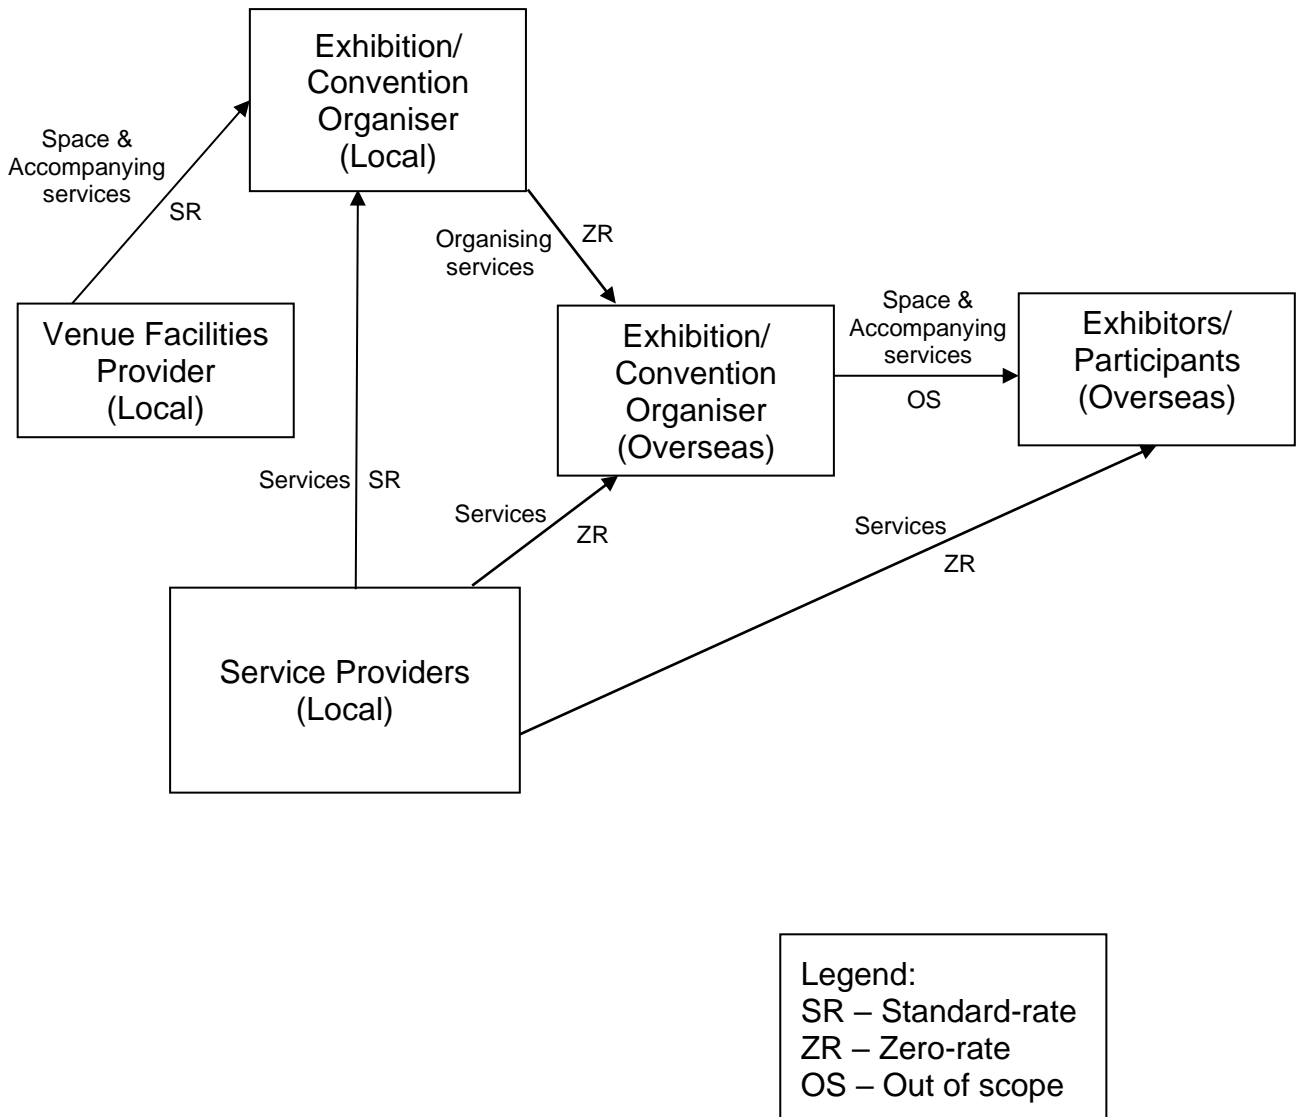 Exhibition/
Convention
Organiser
(Local)
Space &
Accompanying
services
SR
Organising
services
ZR
Venue Facilities
Provider
(Local)
Exhibition/
Convention
Organiser
(Overseas)
Space &
Accompanying
services
OS
Exhibitors/
Participants
(Overseas)
Services
SR
Services
ZR
Services
ZR
Service Providers
(Local)
Legend:
SR – Standard-rate
ZR – Zero-rate
OS – Out of scope